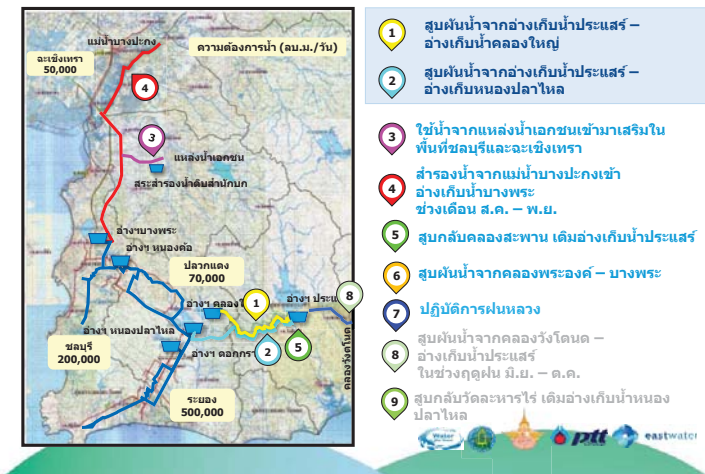 แม่น้ำบางปะกง
ความต้องการน้ำ (ลบ.ม./วัน)
ฉะเชิงเทรา
50,000
4
3
แหล่งน้ำเอกชน
สระสำรองน้ำดิบสำนักบก
อ่างฯบางพระ
อ่างฯ หนองค้อ
ปลวกแดง
70,000
1
8
อ่างฯ หนองปลาไหล
2
5
ชลบุรี
200,000
คลองวังโตนด
ระยอง
500,000
1
สูบผันน้ำจากอ่างเก็บน้ำประแสร์ –
อ่างเก็บน้ำคลองใหญ่
2
สูบผันน้ำจากอ่างเก็บน้ำประแสร์ –
อ่างเก็บหนองปลาไหล
3
ใช้น้ำจากแหล่งน้ำเอกชนเข้ามาเสริมใน
พื้นที่ชลบุรีและฉะเชิงเทรา
4
สำรองน้ำจากแม่น้ำบางปะกงเข้า
อ่างเก็บน้ำบางพระ
ช่วงเดือน ส.ค. – พ.ย.
5
สูบกลับคลองสะพาน เติมอ่างเก็บน้ำประแสร์
6
สูบผันน้ำจากคลองพระองค์ – บางพระ
7
ปฏิบัติการฝนหลวง
8
สูบผันน้ำจากคลองวังโตนด –
อ่างเก็บน้ำประแสร์
ในช่วงฤดูฝน มิ.ย. – ต.ค.
9
สูบกลับวัดละหารไร่ เติมอ่างเก็บน้ำหนอง
ปลาไหล
Water
ptt
eastwater